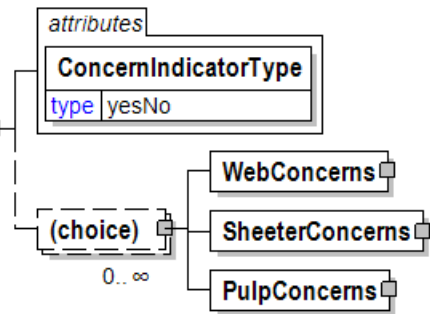 attributes
ConcernIndicatorType
type yesNo
WebConcerns
(choice)
SheeterConcerns
0.. ∞
PulpConcerns